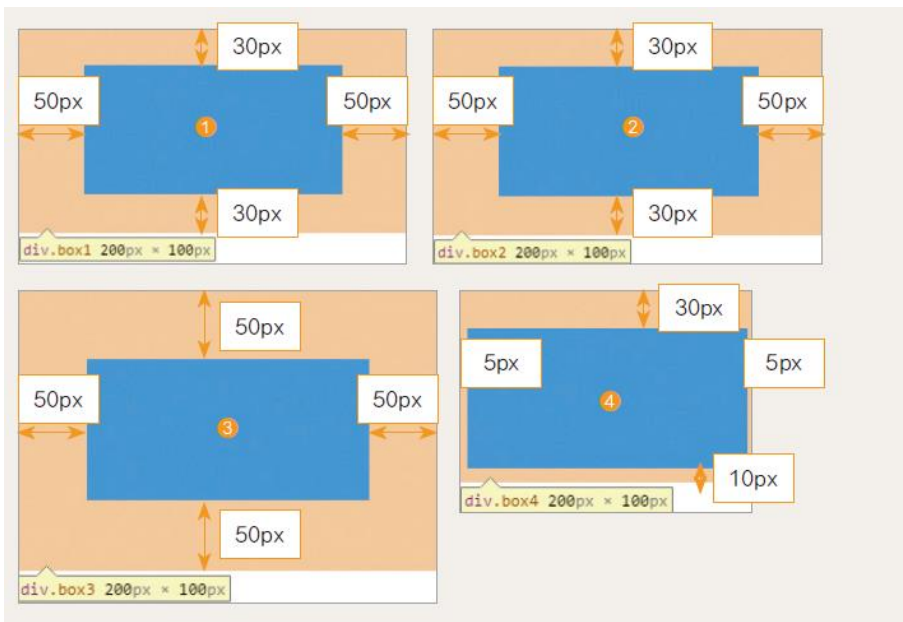 30px
50px
50px
1
30px
div.box1 200px × 100px
30px
50px
50px
2
30px
div.box2 200px × 100px
50px
50px
50px
3
50px
div.box3 200px × 100px
30px
5px
5px
4
10px
div.box4 200px × 100px